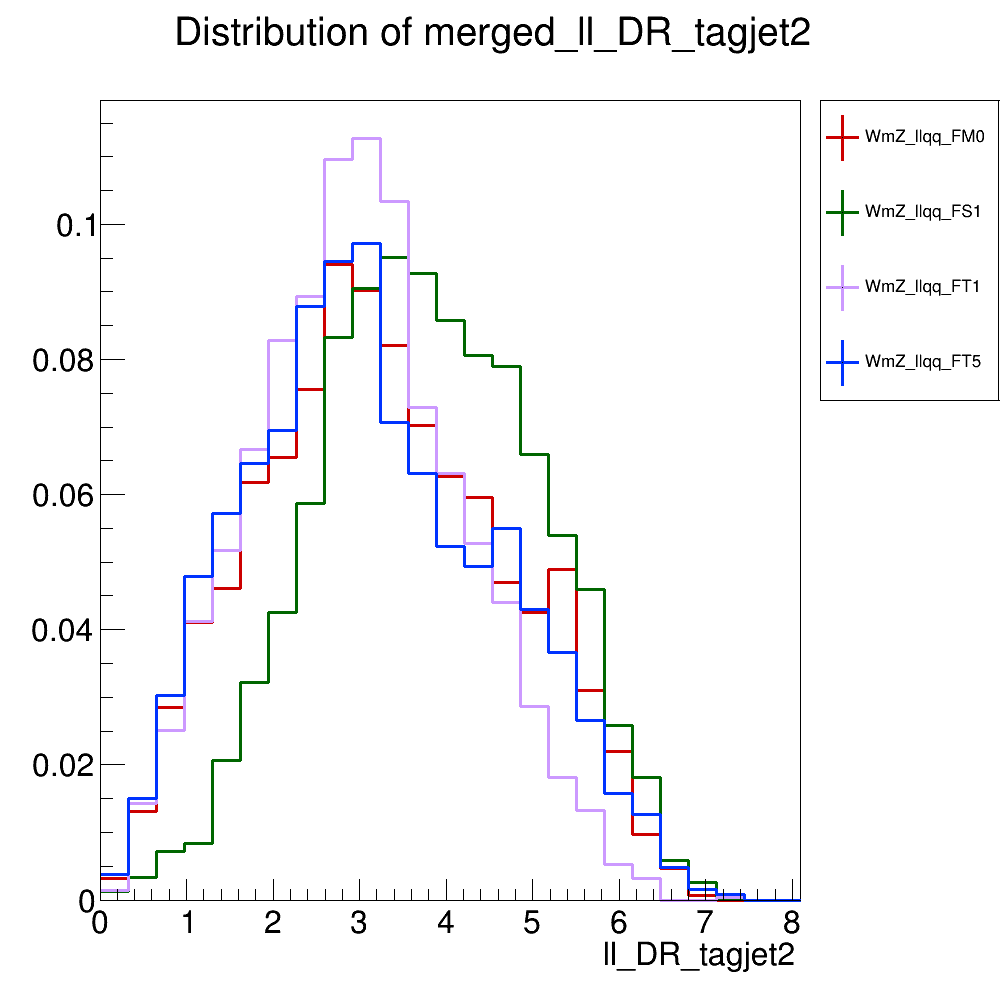 Distribution of merged_ll_DR_tagjet2
WmZ_llqq_FM0
WmZ_llqq_FS1
WmZ_llqq_FT1
WmZ_llqq_FT5
0.1
0.08
0.06
0.04
0.02
0
0 1 2 3 4 5 6 7 8
ll_DR_tagjet2